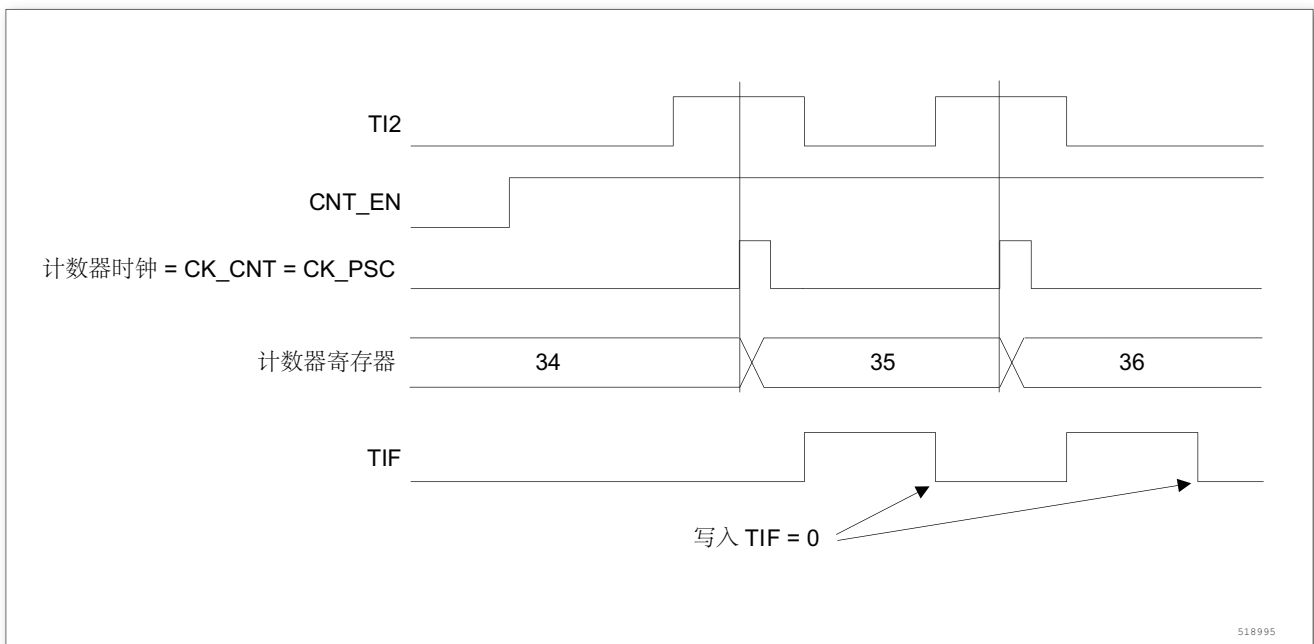 TI2
CNT_EN
计数器时钟 = CK_CNT = CK_PSC
计数器寄存器 34 35 36
TIF
写入 TIF = 0
518995